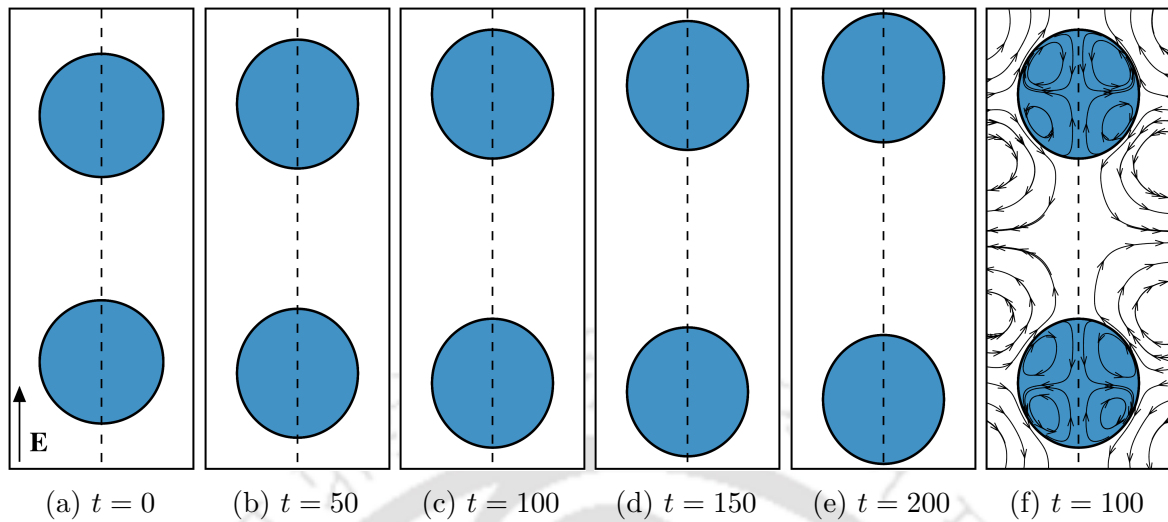 E
(a) t = 0
(b) t = 50
(c) t = 100
(d) t = 150
(e) t = 200
(f) t = 100